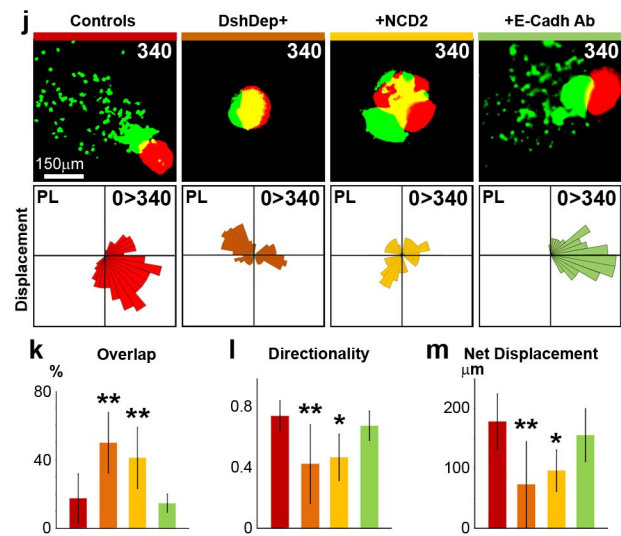 j
Controls DshDep+ +NCD2 +E-Cadh Ab
340 340 340 340
150μm
PL 0>340 PL 0>340 PL 0>340 PL 0>340
Displacement
k Overlap l Directionality m Net Displacement
% μm
80 0.8 200
40 0.4 100
0 0 0
** ** ** * ** *